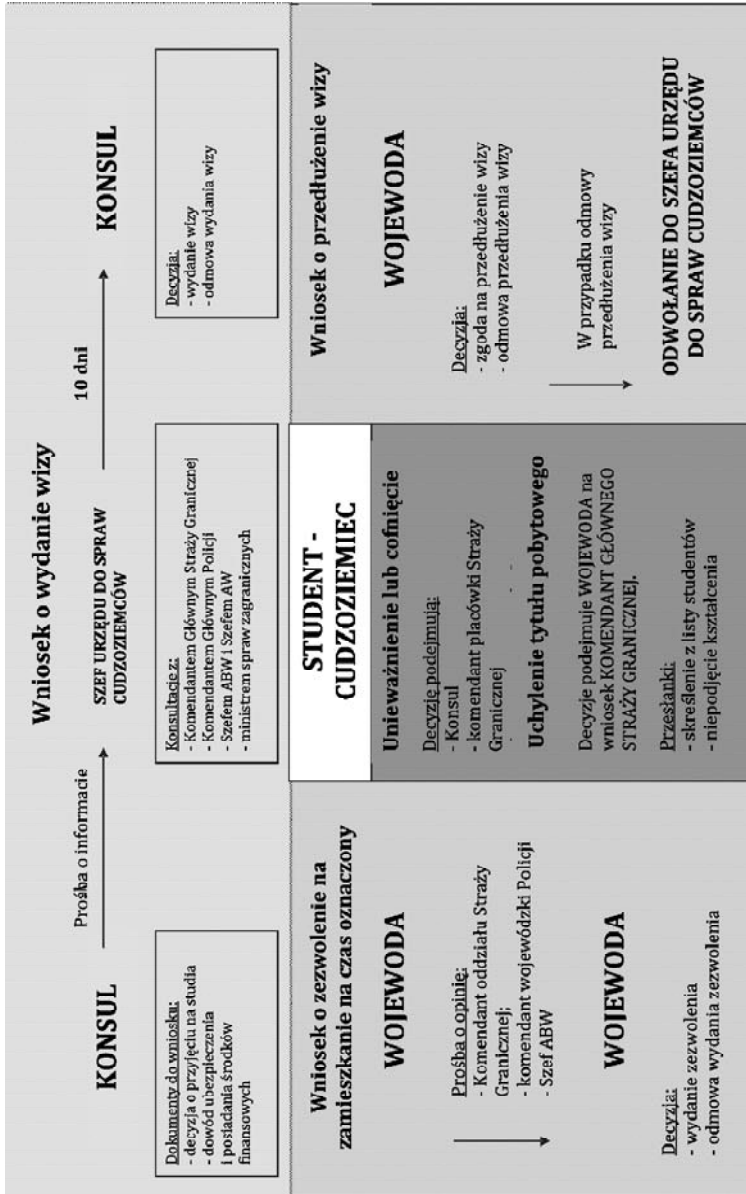 Wniosek o wydanie wizy
KONSUL
Prośba o informacie
SZEF URZĘDU DO SPRAW
CUDZOZIEMCÓW
10 dni
KONSUL
Dokumenty do wniosku:
- decyzja o przyjęciu na studia
- dowód ubezpieczenia
i posiadania środków
finansowych
Konsultacje z:
- Komendantem Głównym Straży Granicznej
- Komendantem Głównym Policji
- Szefem ABW i Szefem AW
- ministrem spraw zagranicznych
Decyzja:
- wydanie wizy
- odmowa wydania wizy
Wniosek o zezwolenie na
zamieszkanie na czas oznaczony
WOJEWODA
Prośba o opinię:
- Komendant oddziału Straży
Granicznej;
- komendant wojewódzki Policji
- Szef ABW
WOJEWODA
Decyzja:
- wydanie zezwolenia
- odmowa wydania zezwolenia
STUDENT -
CUDZOZIEMIEC
Unieważnienie lub cofnięcie
Decyzję podejmują:
- Konsul
- komendant placówki Straży
Granicznej
Uchylenie tytułu pobytowego
Decyzje podejmuje WOJEWODA na
wniosek KOMENDANT GŁÓWNEGO
STRAŻY GRANICZNEJ.
Przesłanki:
- skreślenie z listy studentów
- niepodjęcie kształcenia
Wniosek o przedłużenie wizy
WOJEWODA
Decyzja:
- zgoda na przedłużenie wizy
- odmowa przedłużenia wizy
W przypadku odmowy
przedłużenia wizy
ODWOŁANIE DO SZEFA URZĘDU
DO SPRAW CUDZOZIEMCÓW